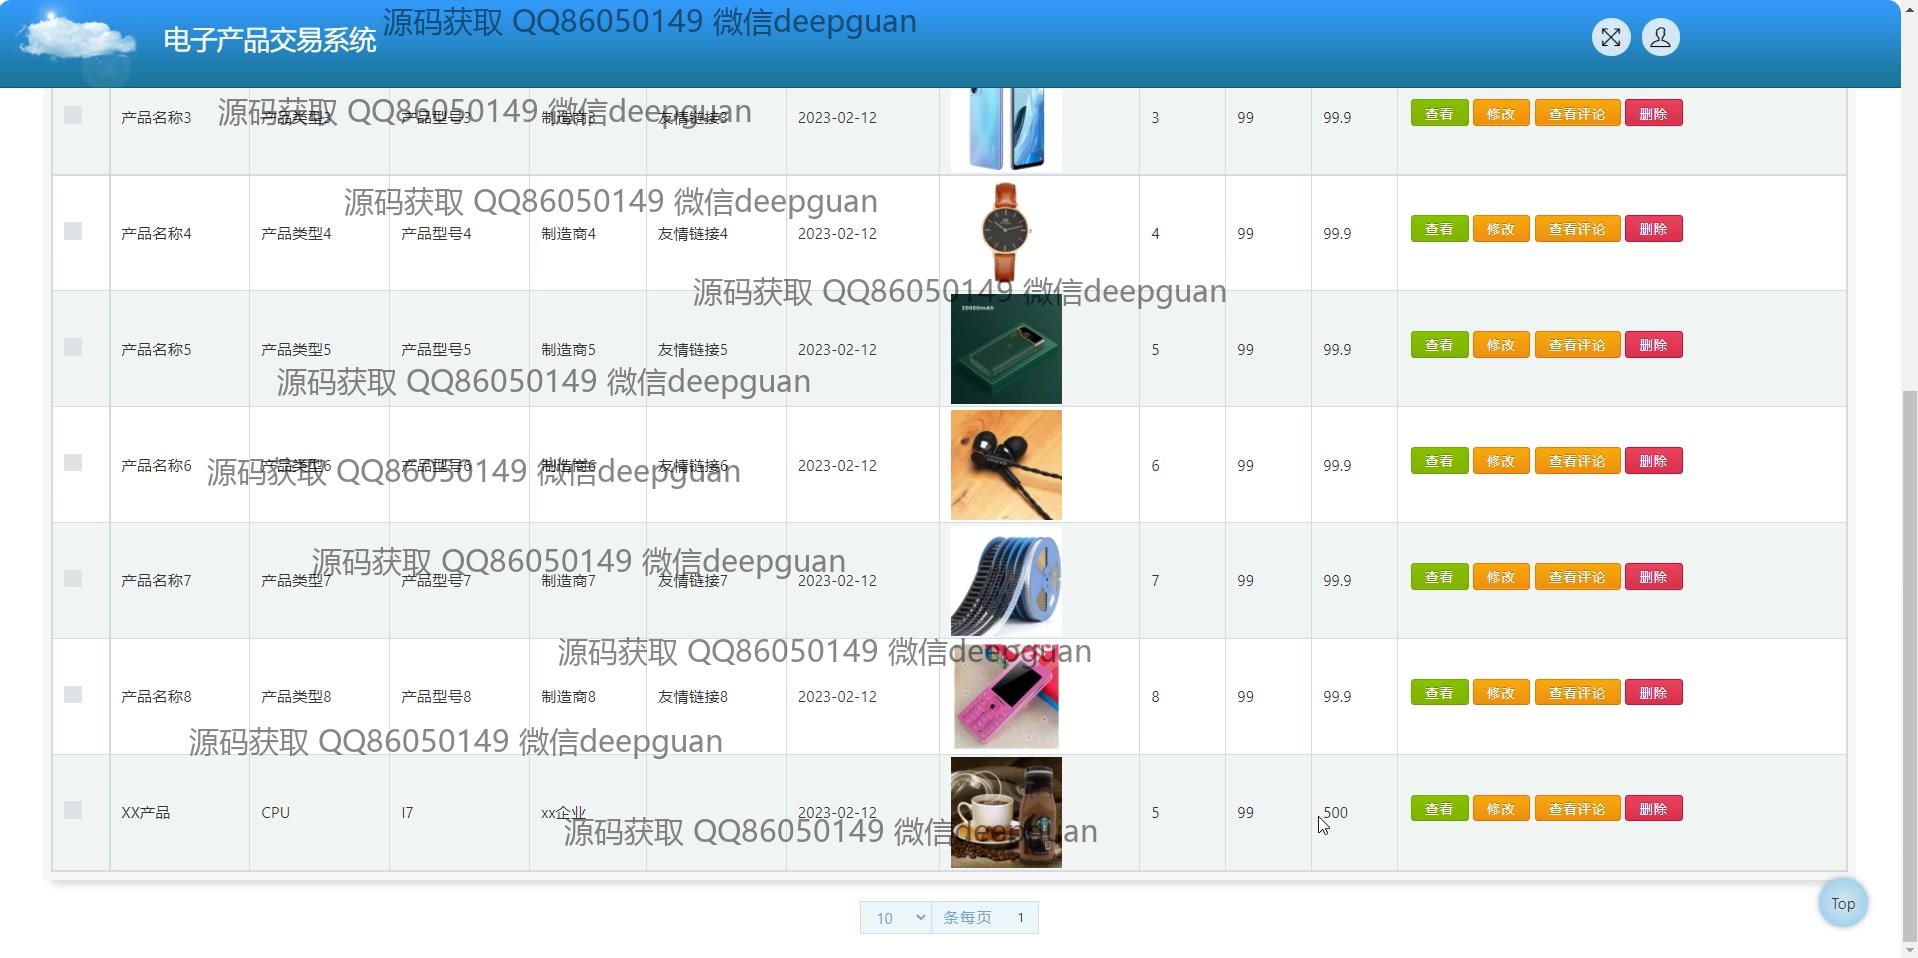 源码获取 QQ86050149 微信deepguan
电子产品交易系统
源码获取 QQ86050149 微信deepguan
产品名称3 产品类型3 产品型号3 制造商3 友情链接3 2023-02-12 3 99 99.9 查看 修改 查看评论 删除
源码获取 QQ86050149 微信deepguan
产品名称4 产品类型4 产品型号4 制造商4 友情链接4 2023-02-12 4 99 99.9 查看 修改 查看评论 删除
源码获取 QQ86050149 微信deepguan
20000mAh
产品名称5 产品类型5 产品型号5 制造商5 友情链接5 2023-02-12 5 99 99.9 查看 修改 查看评论 删除
源码获取 QQ86050149 微信deepguan
产品名称6 产品类型6 产品型号6 制造商6 友情链接6 2023-02-12 6 99 99.9 查看 修改 查看评论 删除
源码获取 QQ86050149 微信deepguan
源码获取 QQ86050149 微信deepguan
产品名称7 产品类型7 产品型号7 制造商7 友情链接7 2023-02-12 7 99 99.9 查看 修改 查看评论 删除
源码获取 QQ86050149 微信deepguan
产品名称8 产品类型8 产品型号8 制造商8 友情链接8 2023-02-12 8 99 99.9 查看 修改 查看评论 删除
源码获取 QQ86050149 微信deepguan
XX产品 CPU I7 xx企业 2023-02-12 5 99 500 查看 修改 查看评论 删除
源码获取 QQ86050149 微信deepguan
Top
10 条每页 1